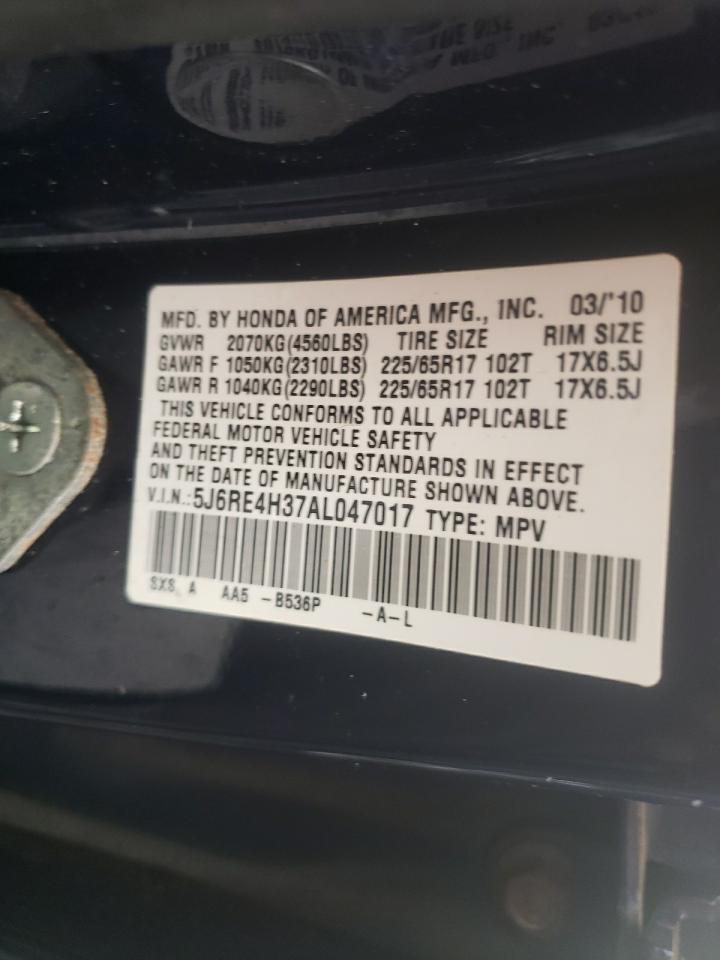 MFD. BY HONDA OF AMERICA MFG., INC. 03/'10
GVWR 2070KG(4560LBS) TIRE SIZE RIM SIZE
GAWR F 1050KG(2310LBS) 225/65R17 102T 17X6.5J
GAWR R 1040KG(2290LBS) 225/65R17 102T 17X6.5J
THIS VEHICLE CONFORMS TO ALL APPLICABLE
FEDERAL MOTOR VEHICLE SAFETY
AND THEFT PREVENTION STANDARDS IN EFFECT
ON THE DATE OF MANUFACTURE SHOWN ABOVE.
V.I.N.:5J6RE4H37AL047017 TYPE: MPV
SXS, A AA5 -B536P -A-L